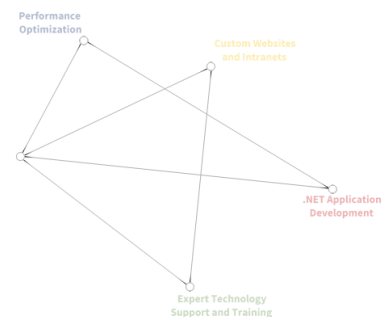 Performance
Optimization
Custom Websites
and Intranets
.NET Application
Development
Expert Technology
Support and Training